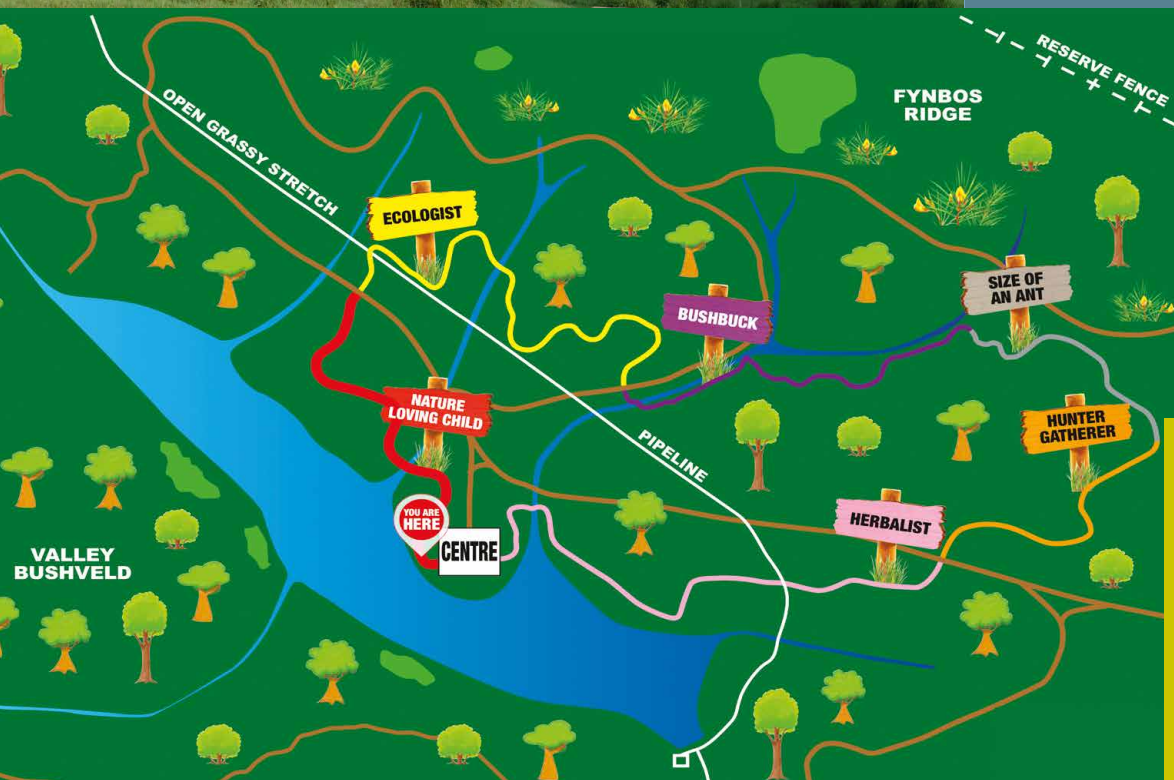 RESERVE FENCE
FYNBOS
RIDGE
OPEN GRASSY STRETCH
ECOLOGIST
SIZE OF
AN ANT
BUSHBUCK
NATURE
LOVING CHILD
HUNTER
GATHERER
PIPELINE
YOU ARE
HERE
HERBALIST
CENTRE
VALLEY
BUSHVELD